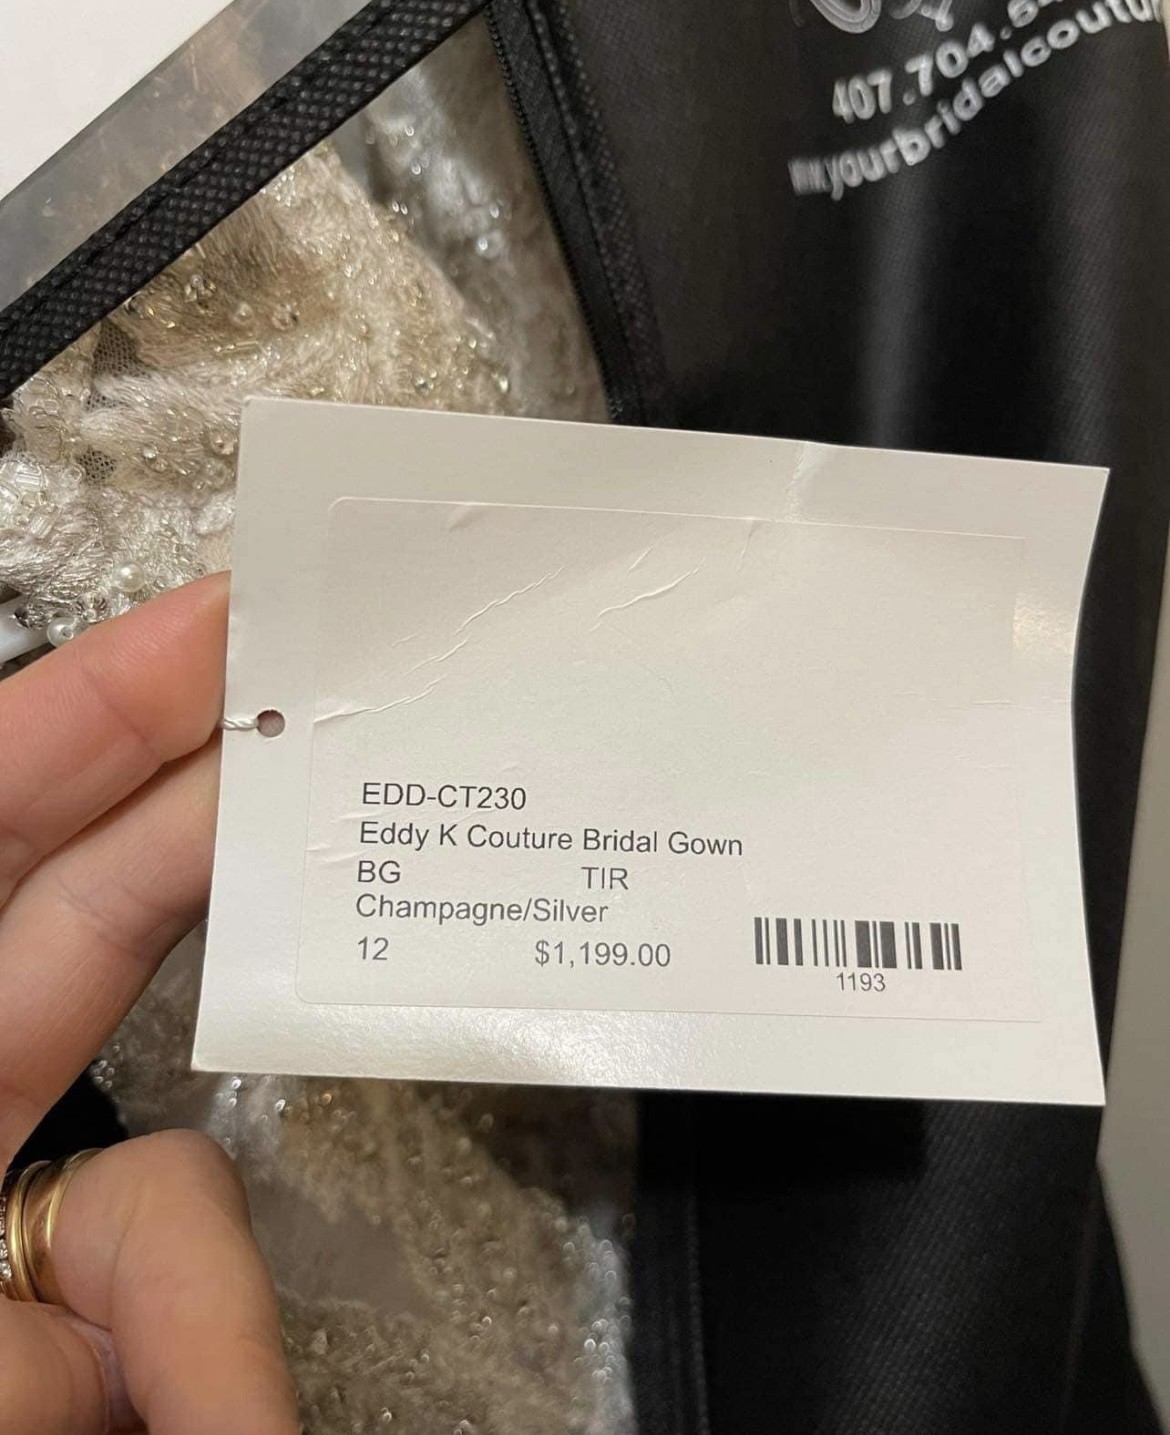 407.704.
yourbridalcoutu
EDD-CT230
Eddy K Couture Bridal Gown
BG TIR
Champagne/Silver
12 $1,199.00
1193